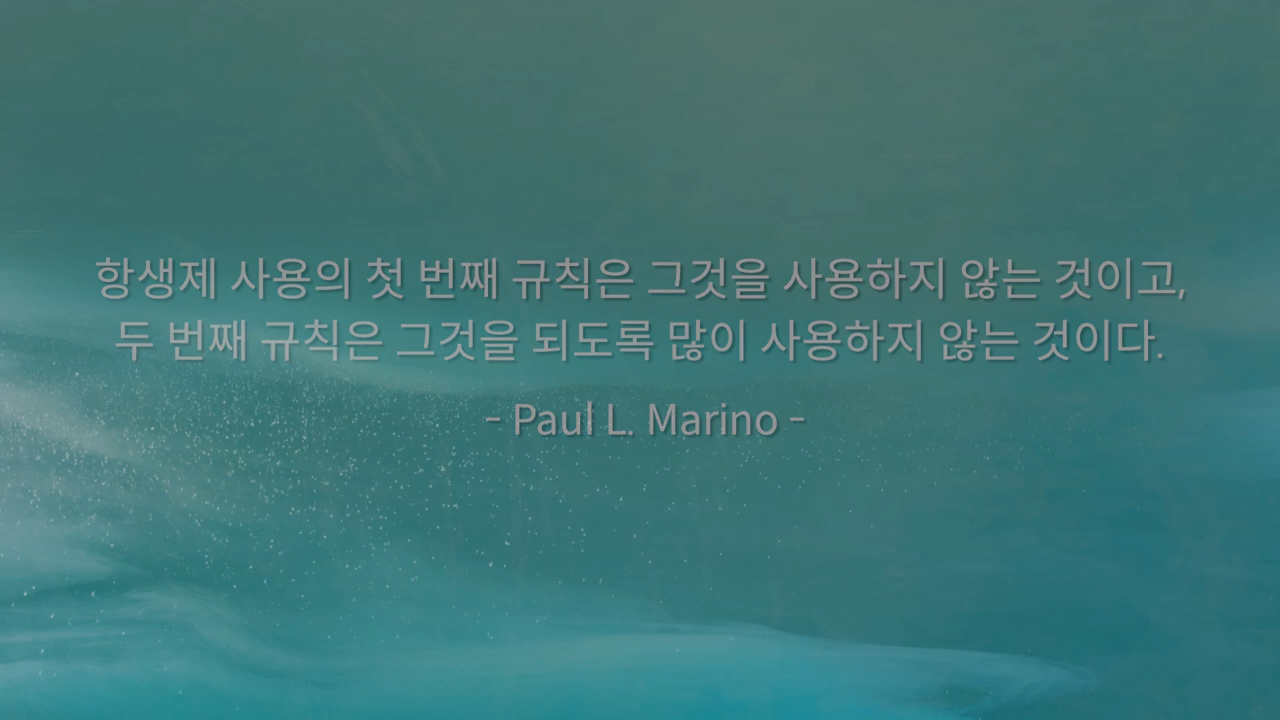 항생제 사용의 첫 번째 규칙은 그것을 사용하지 않는 것이고,
두 번째 규칙은 그것을 되도록 많이 사용하지 않는 것이다.
- Paul L. Marino -